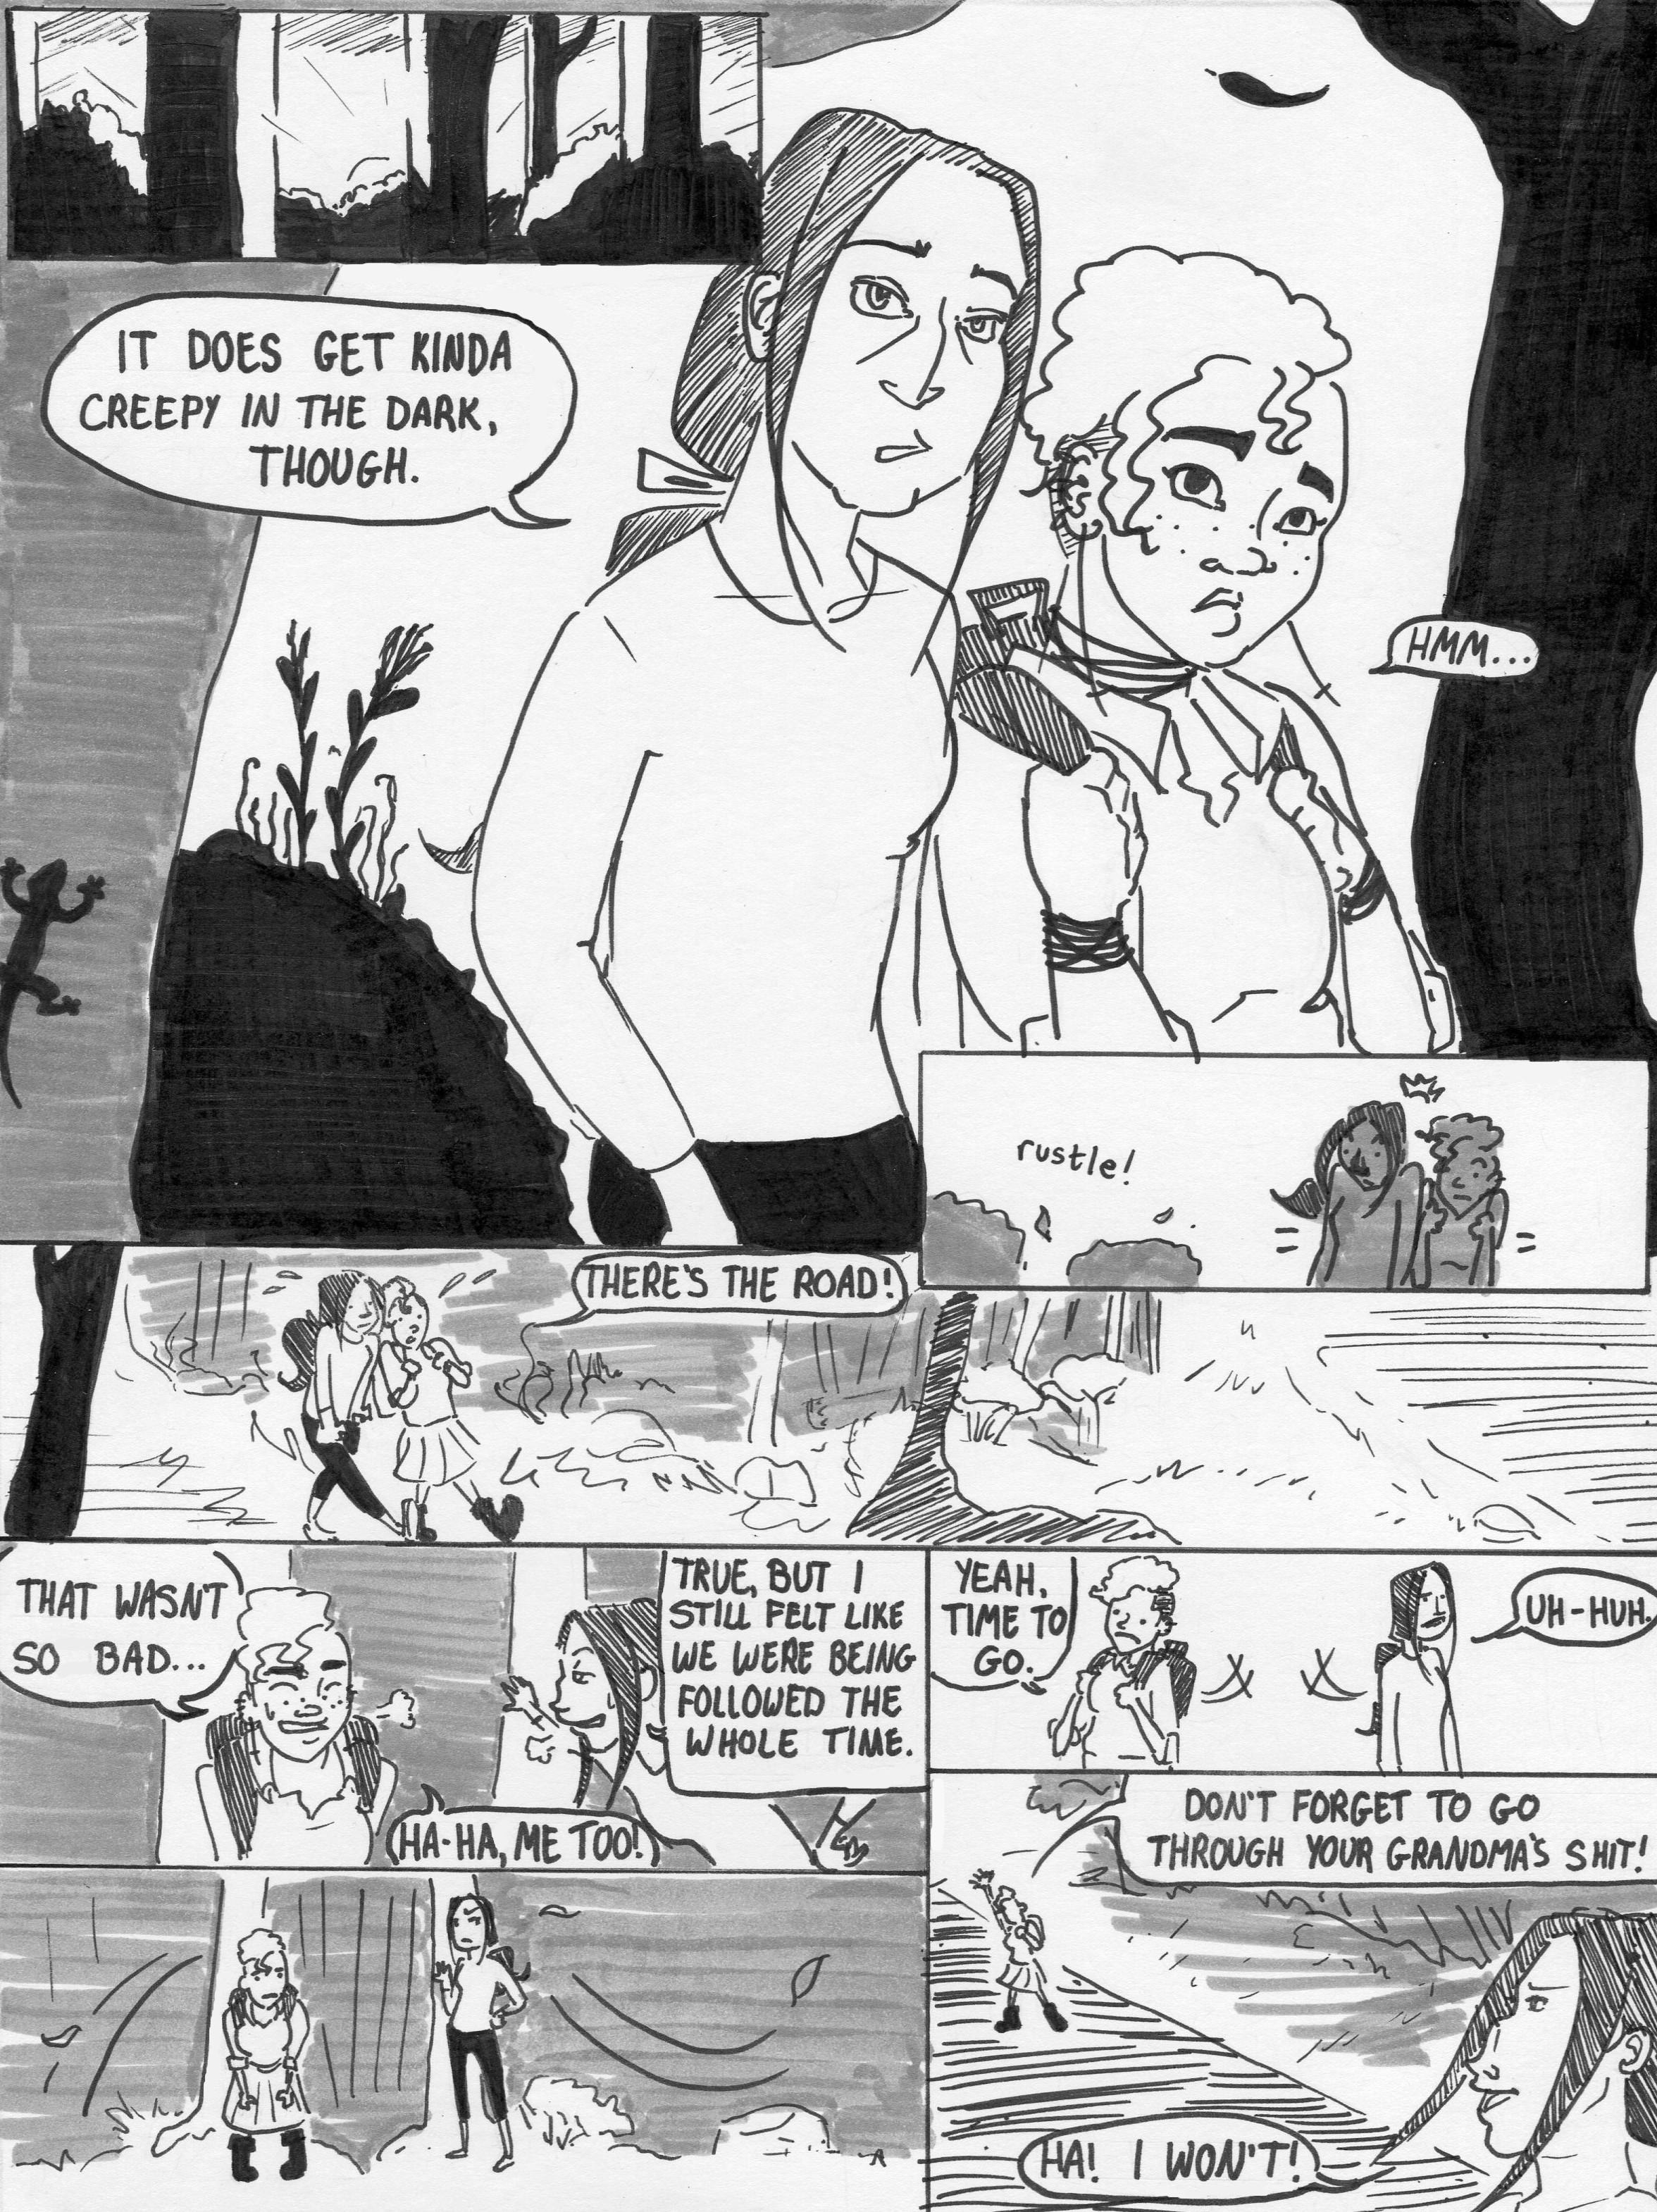 IT DOES GET KINDA
CREEPY IN THE DARK,
THOUGH.
HMM...
rustle!
THERE'S THE ROAD!
THAT WASN'T
SO BAD...
TRUE, BUT I
STILL FELT LIKE
WE WERE BEING
FOLLOWED THE
WHOLE TIME.
HA-HA, ME TOO!
YEAH,
TIME TO
GO.
UH-HUH.
DON'T FORGET TO GO
THROUGH YOUR GRANDMA'S SHIT!
HA! I WON'T!